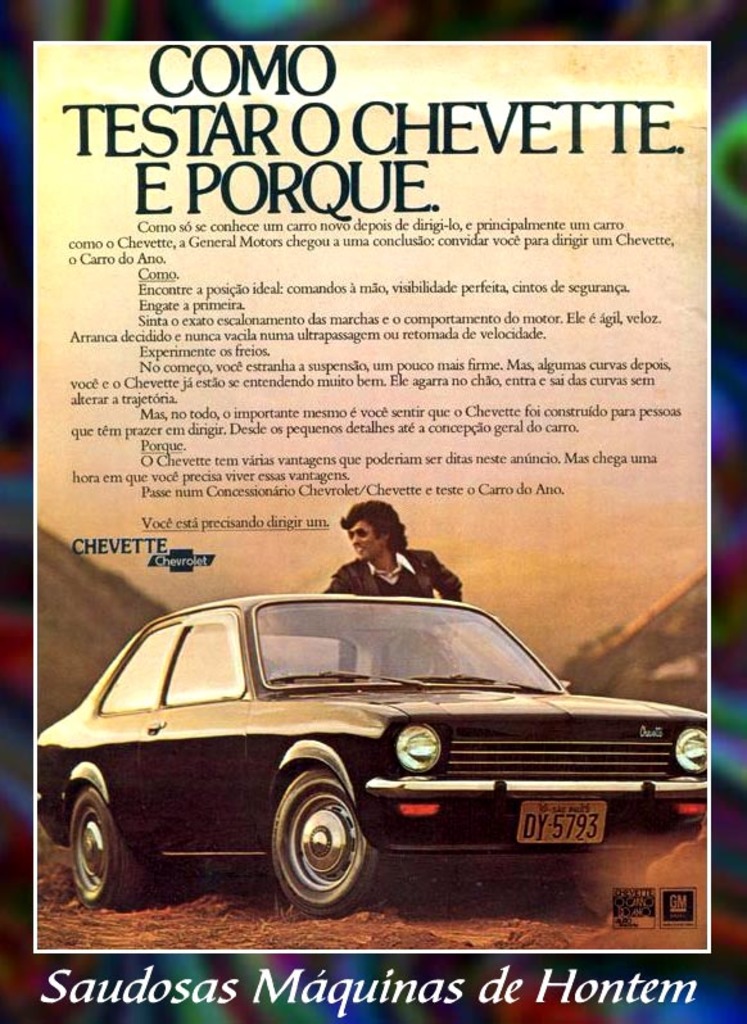 COMO
TESTAR O CHEVETTE.
E PORQUE.
Como só se conhece um carro novo depois de dirigi-lo, e principalmente um carro
como o Chevette, a General Motors chegou a uma conclusão: convidar você para dirigir um Chevette,
o Carro do Ano.
Como.
Encontre a posição ideal: comandos à mão, visibilidade perfeita, cintos de segurança.
Engate a primeira.
Sinta o exato escalonamento das marchas e o comportamento do motor. Ele é ágil, veloz.
Arranca decidido e nunca vacila numa ultrapassagem ou retomada de velocidade.
Experimente os freios.
No começo, você estranha a suspensão, um pouco mais firme. Mas, algumas curvas depois,
você e o Chevette já estão se entendendo muito bem. Ele agarra no chão, entra e sai das curvas sem
alterar a trajetória.
Mas, no todo, o importante mesmo é você sentir que o Chevette foi construído para pessoas
que têm prazer em dirigir. Desde os pequenos detalhes até a concepção geral do carro.
Porque.
O Chevette tem várias vantagens que poderiam ser ditas neste anúncio. Mas chega uma
hora em que você precisa viver essas vantagens.
Passe num Concessionário Chevrolet/Chevette e teste o Carro do Ano.
Você está precisando dirigir um.
CHEVETTE
Chevrolet
Chevette
DY-5793
CHEVETTE
O CARRO
DO ANO
GM
Saudosas Máquinas de Hontem